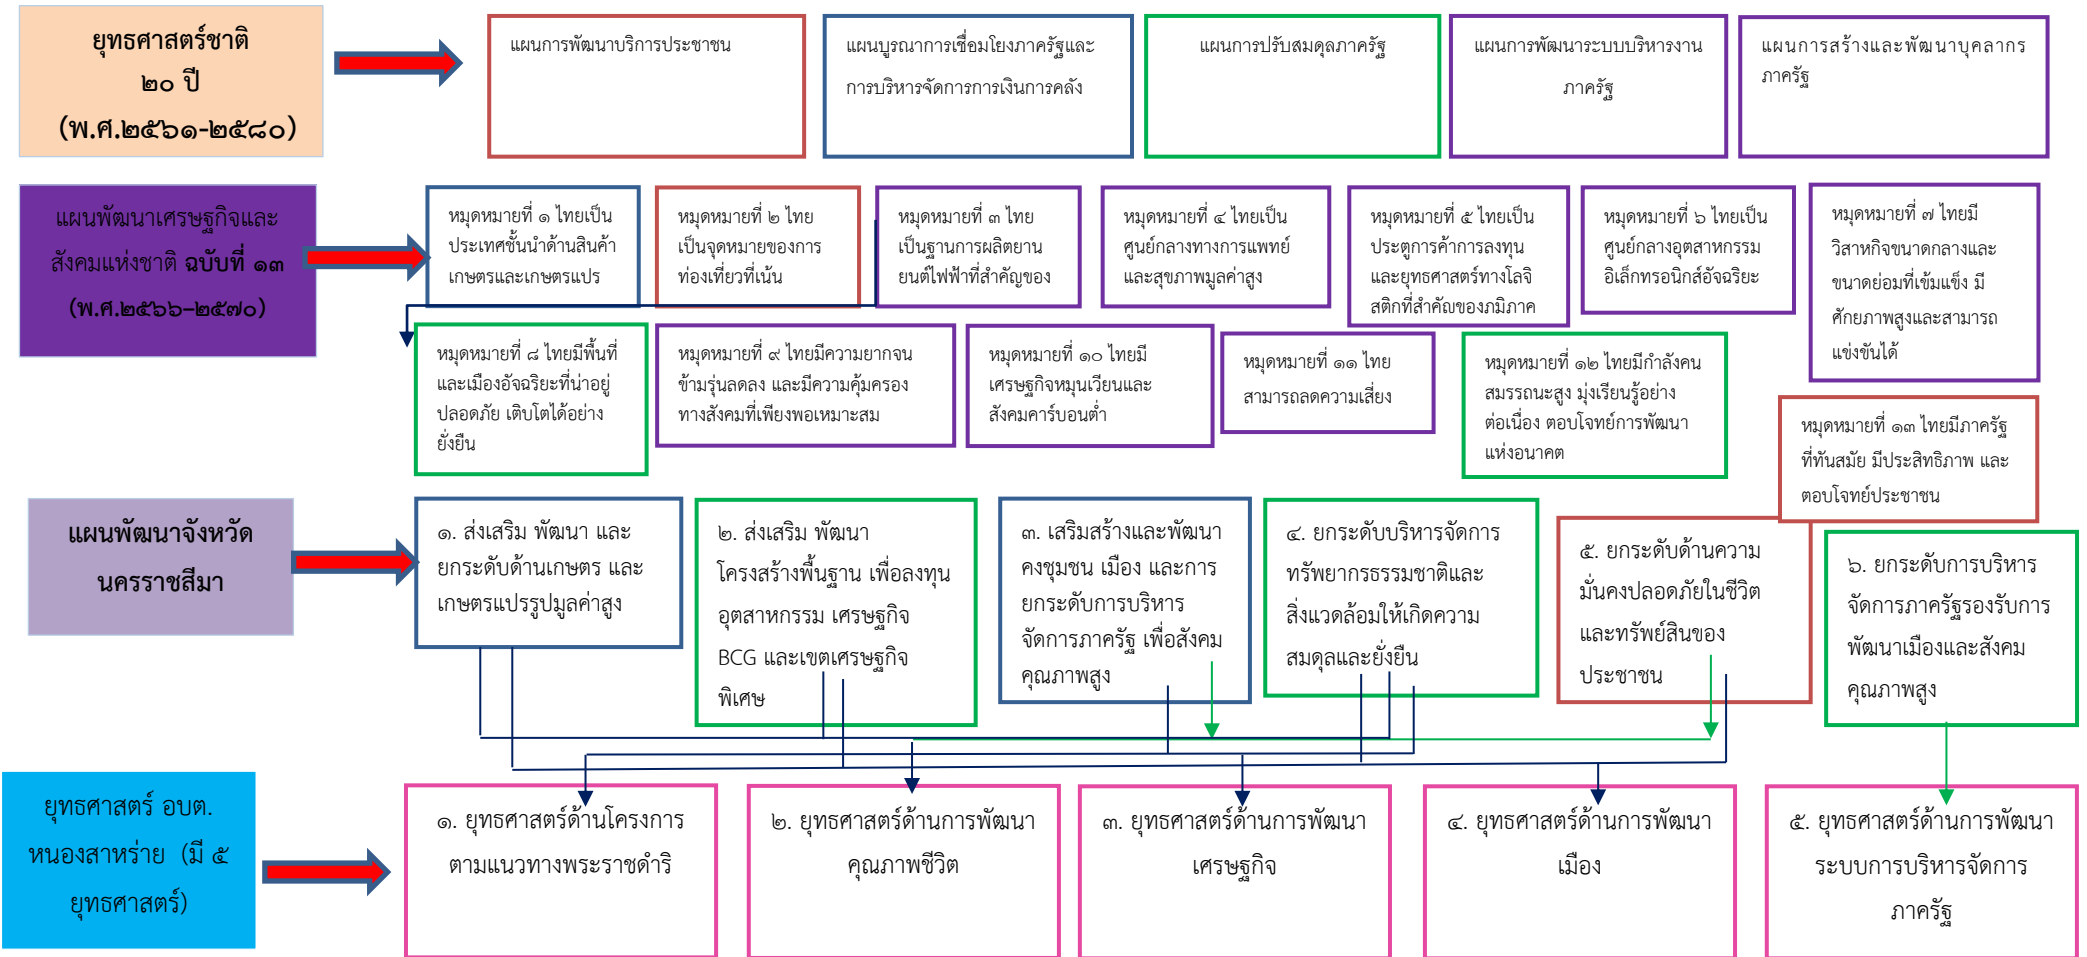 ยุทธศาสตร์ชาติ
๒๐ ปี
(พ.ศ.๒๕๖๑-๒๕๘๐)
แผนการพัฒนาบริการประชาชน
แผนบูรณาการเชื่อมโยงภาครัฐและ
การบริหารจัดการการเงินการคลัง
แผนการปรับสมดุลภาครัฐ
แผนการพัฒนาระบบบริหารงาน
ภาครัฐ
แผนการสร้างและพัฒนาบุคลากร
ภาครัฐ
แผนพัฒนาเศรษฐกิจและ
สังคมแห่งชาติ ฉบับที่ ๑๓
(พ.ศ.๒๕๖๖–๒๕๗๐)
หมุดหมายที่ ๑ ไทยเป็น
ประเทศชั้นนำด้านสินค้า
เกษตรและเกษตรแปร
หมุดหมายที่ ๒ ไทย
เป็นจุดหมายของการ
ท่องเที่ยวที่เน้น
หมุดหมายที่ ๓ ไทย
เป็นฐานการผลิตยาน
ยนต์ไฟฟ้าที่สำคัญของ
หมุดหมายที่ ๔ ไทยเป็น
ศูนย์กลางทางการแพทย์
และสุขภาพมูลค่าสูง
หมุดหมายที่ ๕ ไทยเป็น
ประตูการค้าการลงทุน
และยุทธศาสตร์ทางโลจิ
สติกที่สำคัญของภูมิภาค
หมุดหมายที่ ๖ ไทยเป็น
ศูนย์กลางอุตสาหกรรม
อิเล็กทรอนิกส์อัจฉริยะ
หมุดหมายที่ ๗ ไทยมี
วิสาหกิจขนาดกลางและ
ขนาดย่อมที่เข้มแข็ง มี
ศักยภาพสูงและสามารถ
แข่งขันได้
หมุดหมายที่ ๘ ไทยมีพื้นที่
และเมืองอัจฉริยะที่น่าอยู่
ปลอดภัย เติบโตได้อย่าง
ยั่งยืน
หมุดหมายที่ ๙ ไทยมีความยากจน
ข้ามรุ่นลดลง และมีความคุ้มครอง
ทางสังคมที่เพียงพอเหมาะสม
หมุดหมายที่ ๑๐ ไทยมี
เศรษฐกิจหมุนเวียนและ
สังคมคาร์บอนต่ำ
หมุดหมายที่ ๑๑ ไทย
สามารถลดความเสี่ยง
หมุดหมายที่ ๑๒ ไทยมีกำลังคน
สมรรถนะสูง มุ่งเรียนรู้อย่าง
ต่อเนื่อง ตอบโจทย์การพัฒนา
แห่งอนาคต
หมุดหมายที่ ๑๓ ไทยมีภาครัฐ
ที่ทันสมัย มีประสิทธิภาพ และ
ตอบโจทย์ประชาชน
แผนพัฒนาจังหวัด
นครราชสีมา
๑. ส่งเสริม พัฒนา และ
ยกระดับด้านเกษตร และ
เกษตรแปรรูปมูลค่าสูง
๒. ส่งเสริม พัฒนา
โครงสร้างพื้นฐาน เพื่อลงทุน
อุตสาหกรรม เศรษฐกิจ
BCG และเขตเศรษฐกิจ
พิเศษ
๓. เสริมสร้างและพัฒนา
คงชุมชน เมือง และการ
ยกระดับการบริหาร
จัดการภาครัฐ เพื่อสังคม
คุณภาพสูง
๔. ยกระดับบริหารจัดการ
ทรัพยากรธรรมชาติและ
สิ่งแวดล้อมให้เกิดความ
สมดุลและยั่งยืน
๕. ยกระดับด้านความ
มั่นคงปลอดภัยในชีวิต
และทรัพย์สินของ
ประชาชน
๖. ยกระดับการบริหาร
จัดการภาครัฐรองรับการ
พัฒนาเมืองและสังคม
คุณภาพสูง
ยุทธศาสตร์ อบต.
หนองสาหร่าย (มี ๕
ยุทธศาสตร์)
๑. ยุทธศาสตร์ด้านโครงการ
ตามแนวทางพระราชดำริ
๒. ยุทธศาสตร์ด้านการพัฒนา
คุณภาพชีวิต
๓. ยุทธศาสตร์ด้านการพัฒนา
เศรษฐกิจ
๔. ยุทธศาสตร์ด้านการพัฒนา
เมือง
๕. ยุทธศาสตร์ด้านการพัฒนา
ระบบการบริหารจัดการ
ภาครัฐ